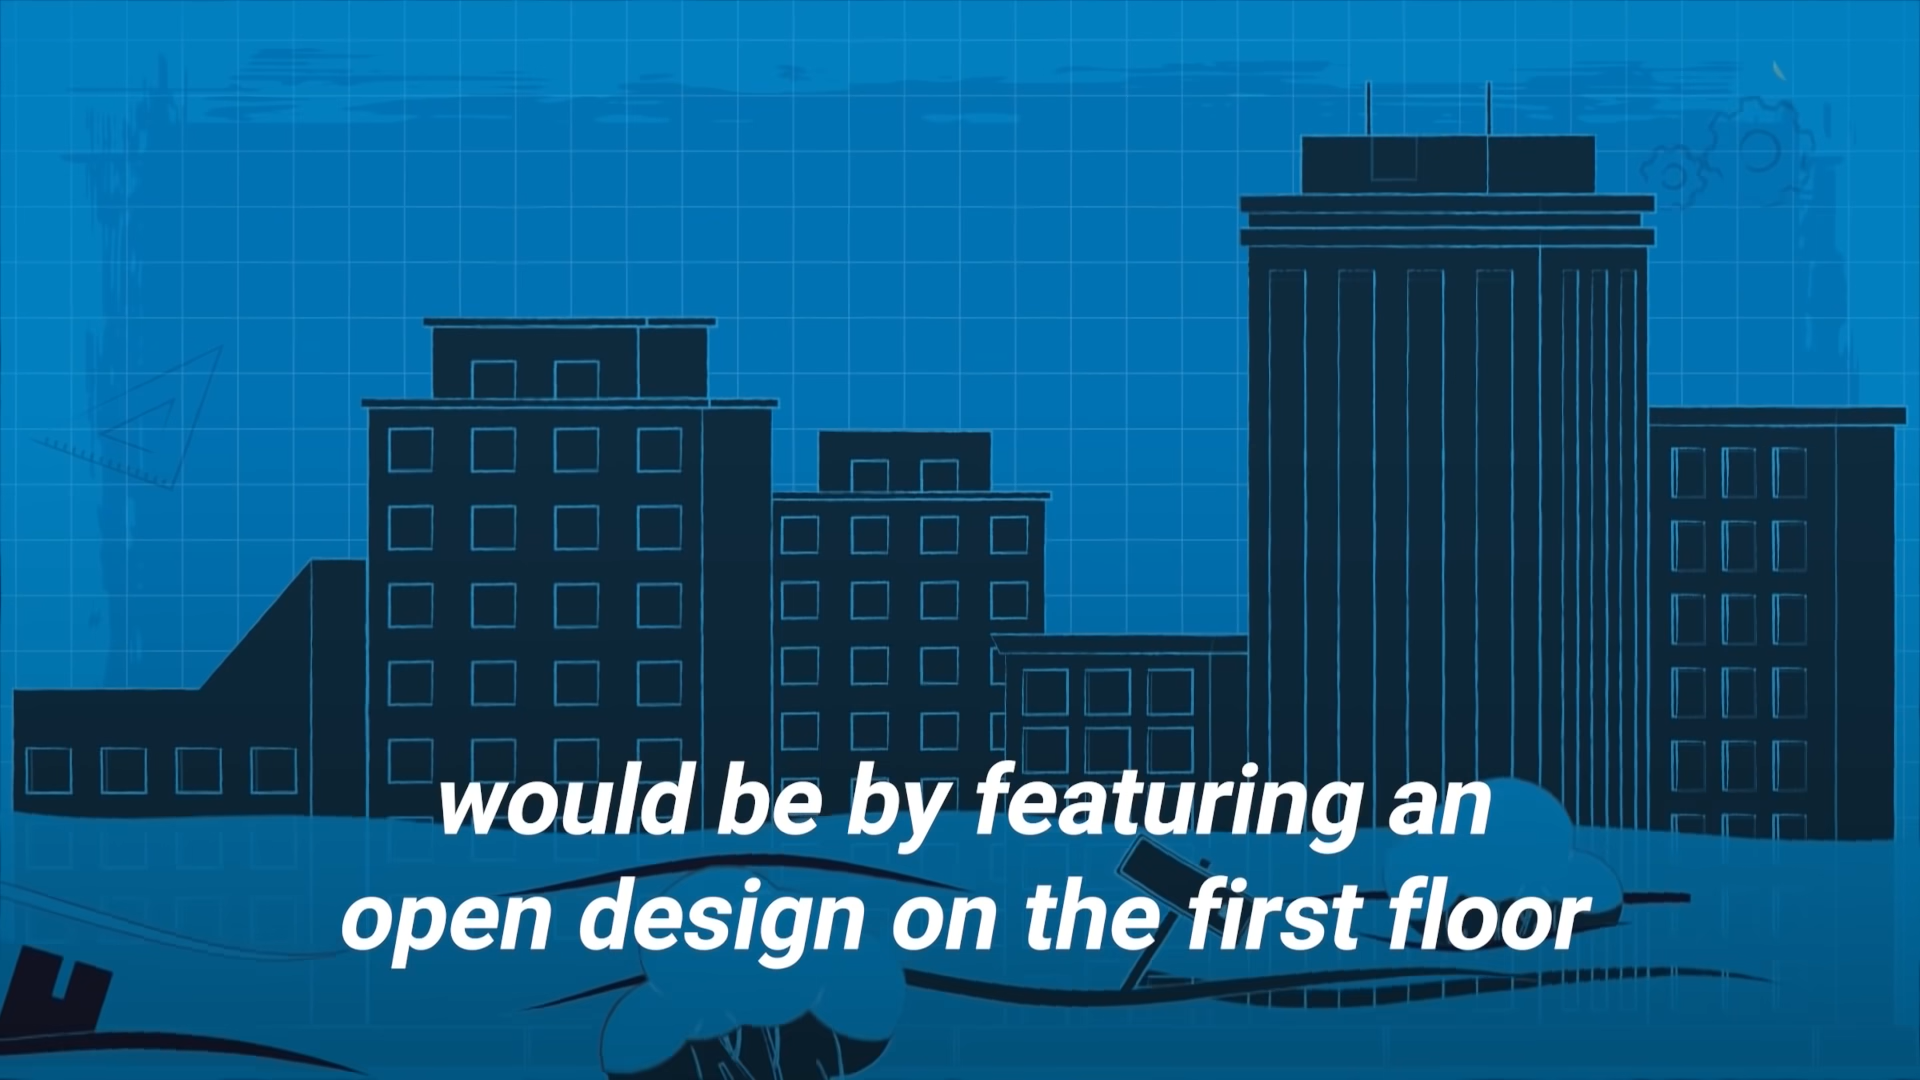 would be by featuring an
open design on the first floor